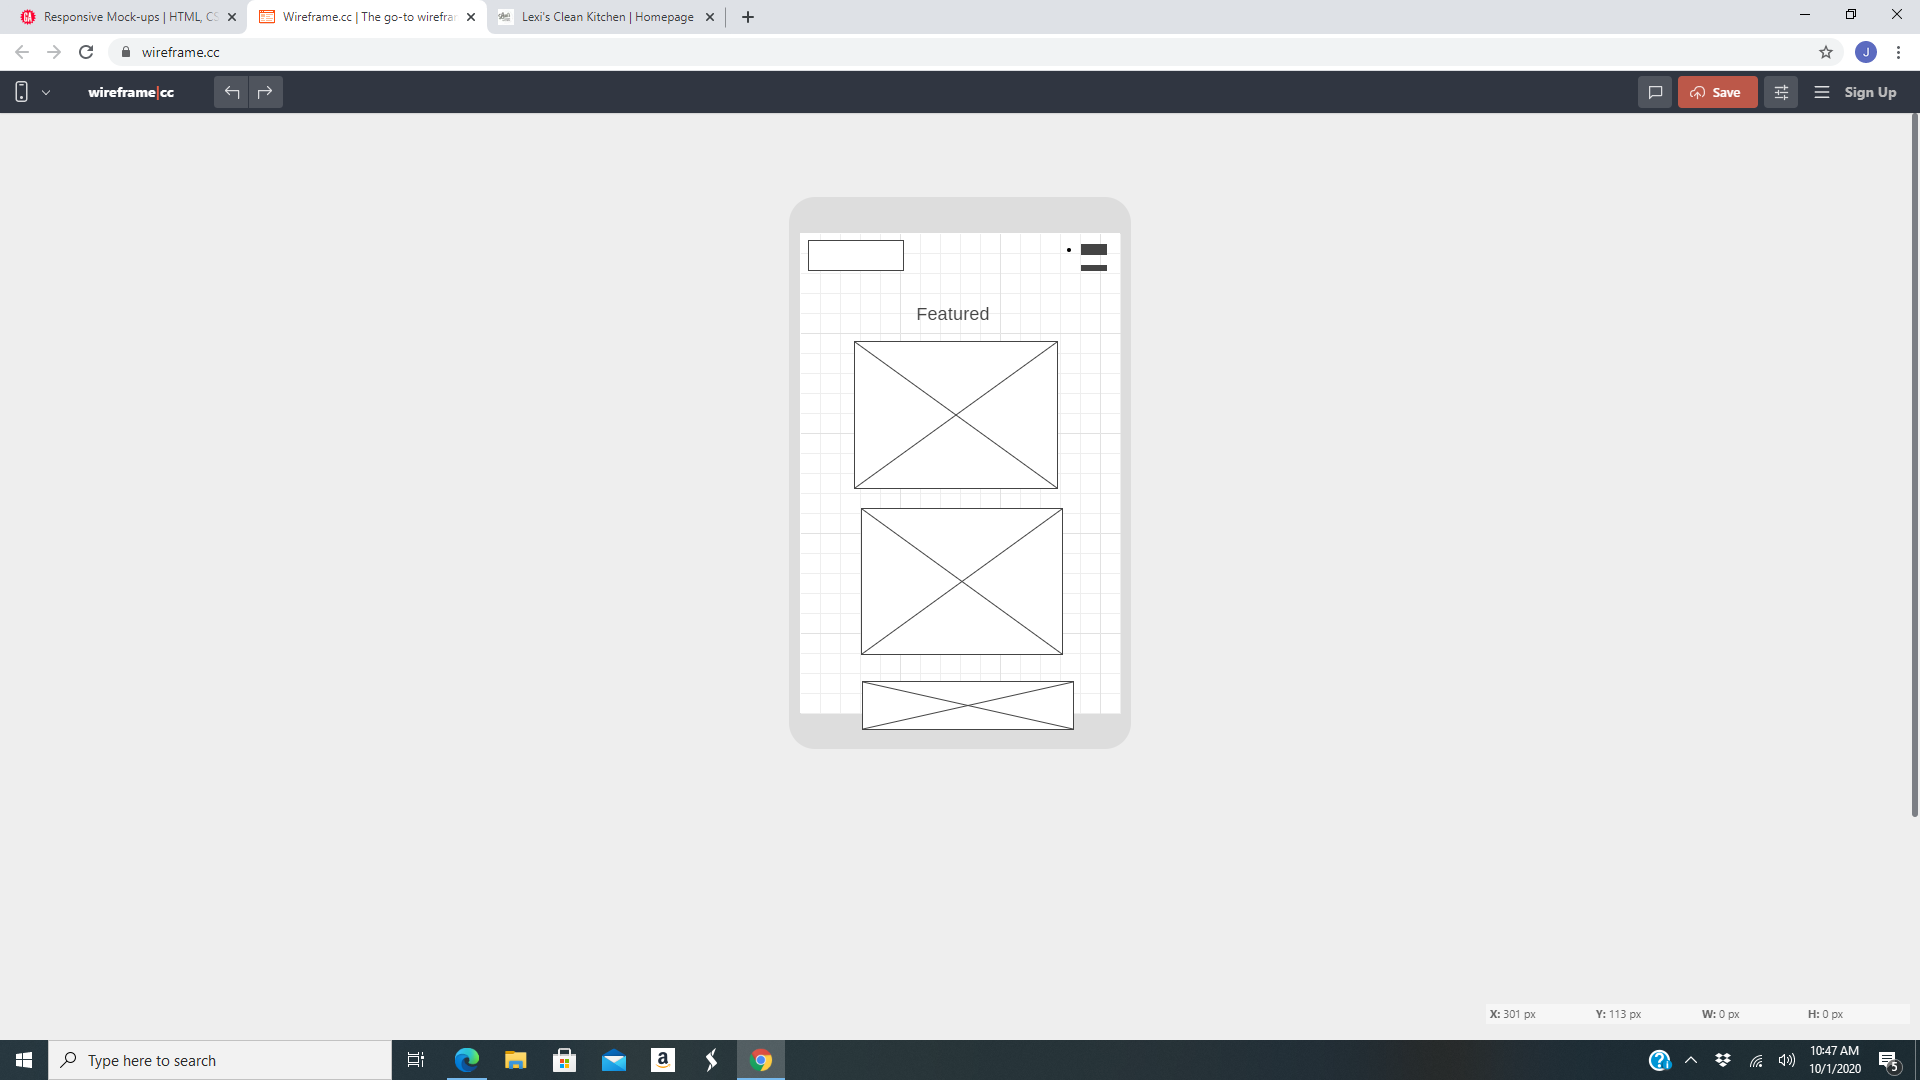 Responsive Mock-ups | HTML, CS
Wireframe.cc | The go-to wirefra
Lexi's Clean Kitchen | Homepage
wireframe.cc
J
wireframe|cc
Save
Sign Up
Featured
X: 301 px
Y: 113 px
W: 0 px
H: 0 px
Type here to search
a
10:47 AM
10/1/2020
5